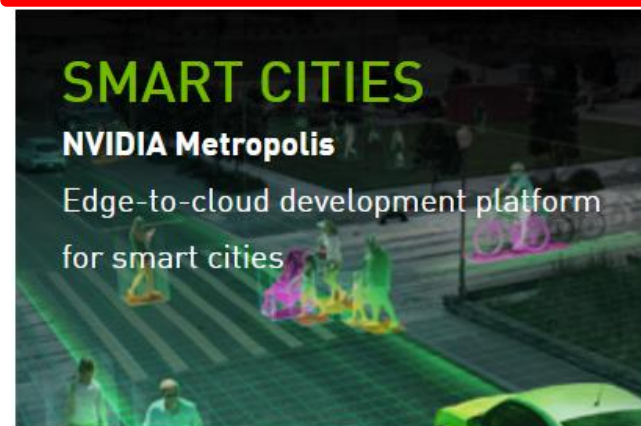 SMART CITIES
NVIDIA Metropolis
Edge-to-cloud development platform
for smart cities